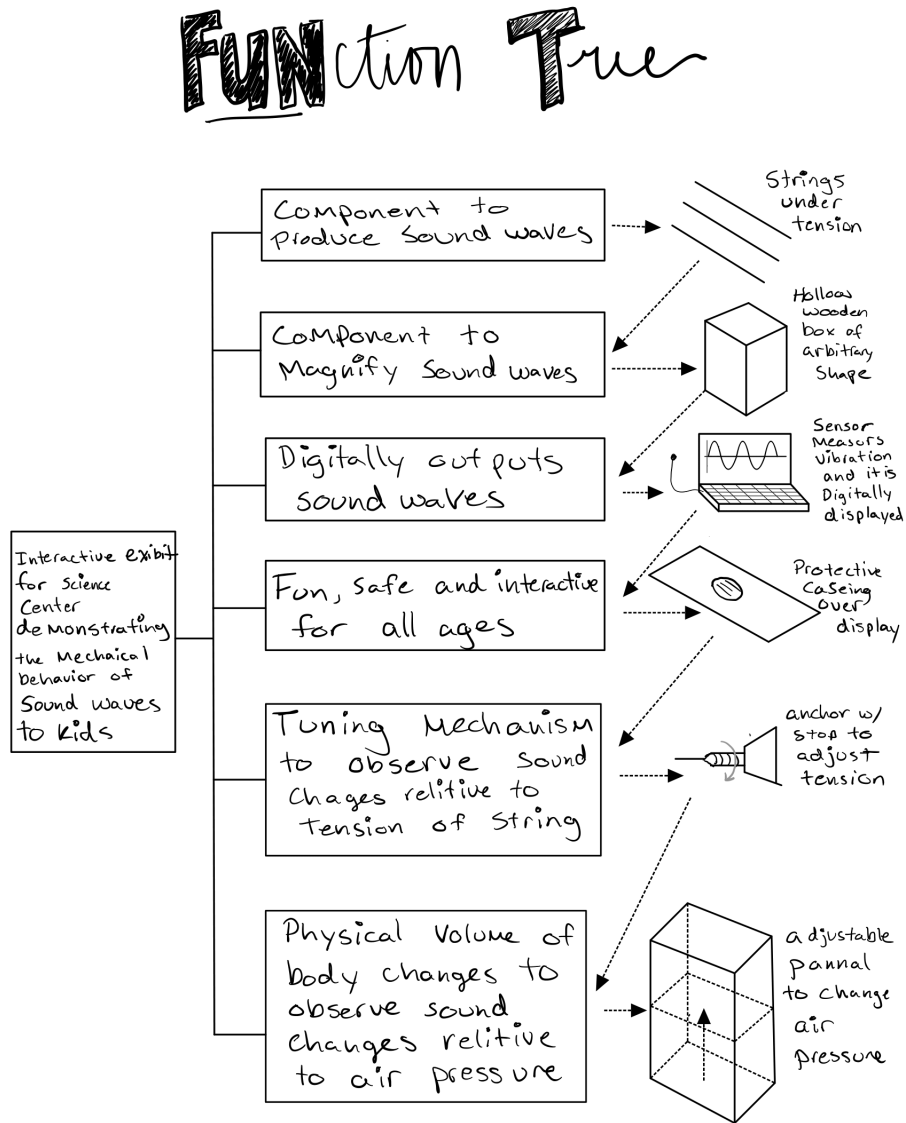 FUNction Tree
Component to
produce sound waves
Strings
under
tension
Component to
Magnify sound waves
Hollow
wooden
box of
arbitrary
shape
Digitally outputs
sound waves
Sensor
Measurs
vibration
and it is
Digitally
displayed
Fun, safe and interactive
for all ages
Protective
Caseing
over
display
Interactive exibit
for science
Center
demonstrating
the Mechaical
behavior of
Sound waves
to kids
Tuning Mechanism
to observe sound
Chages relitive to
Tension of String
anchor w/
stop to
adjust
tension
Physical Volume of
body changes to
observe sound
changes relitive
to air pressure
adjustable
pannal
to change
air
pressure